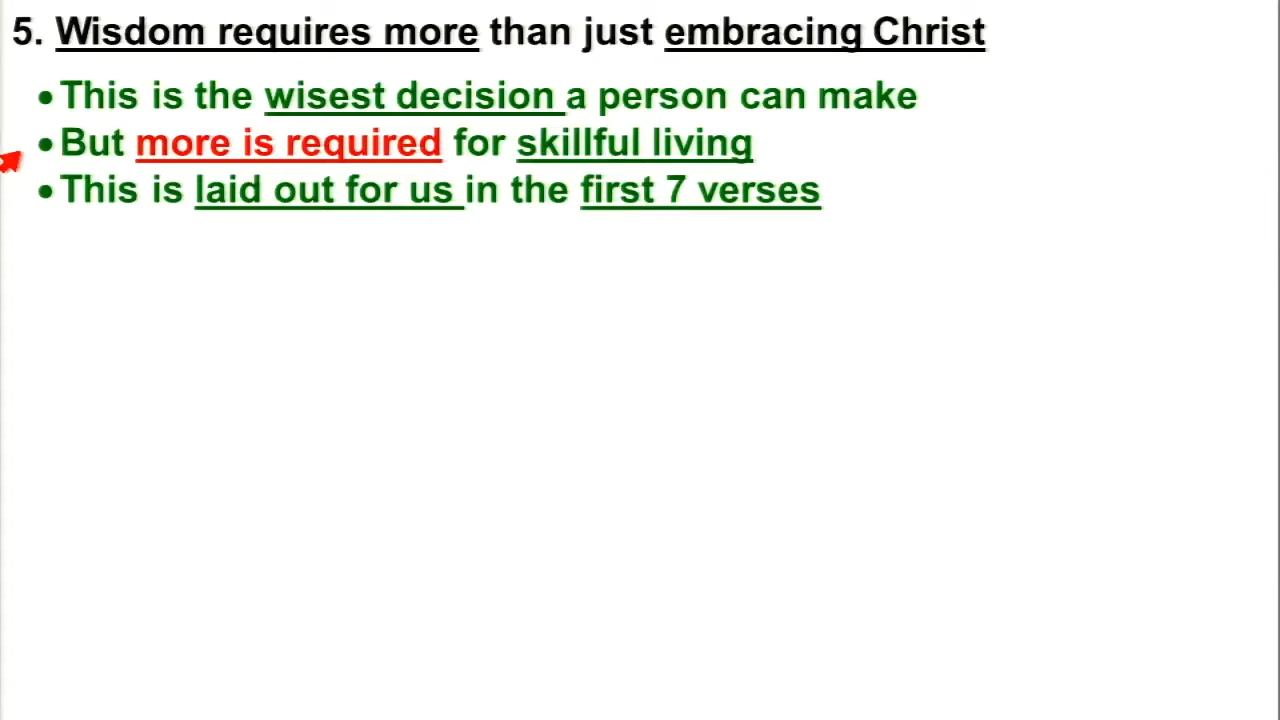 5. Wisdom requires more than just embracing Christ
• This is the wisest decision a person can make
• But more is required for skillful living
• This is laid out for us in the first 7 verses